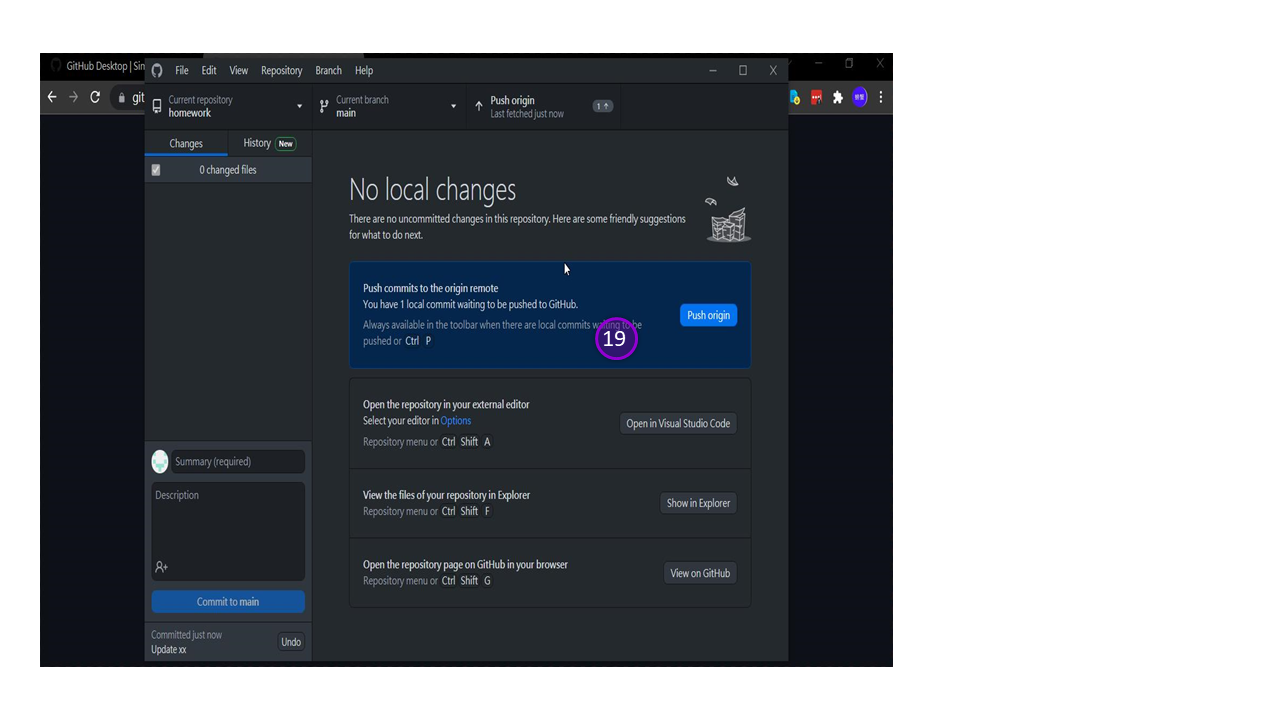 GitHub Desktop | Sin
File Edit View Repository Branch Help
git
Current repository
homework
Current branch
main
Push origin
Last fetched just now
1
Changes
History New
0 changed files
No local changes
There are no uncommitted changes in this repository. Here are some friendly suggestions
for what to do next.
Push commits to the origin remote
You have 1 local commit waiting to be pushed to GitHub.
Always available in the toolbar when there are local commits waiting to be
pushed or Ctrl P
Push origin
19
Open the repository in your external editor
Select your editor in Options
Repository menu or Ctrl Shift A
Open in Visual Studio Code
View the files of your repository in Explorer
Repository menu or Ctrl Shift F
Show in Explorer
Open the repository page on GitHub in your browser
Repository menu or Ctrl Shift G
View on GitHub
Summary (required)
Description
Commit to main
Committed just now
Update xx
Undo